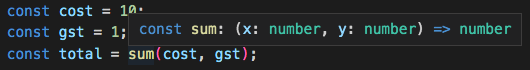 const cost = 10;
const sum: (x: number, y: number) => number
const gst = 1;
const total = sum(cost, gst);